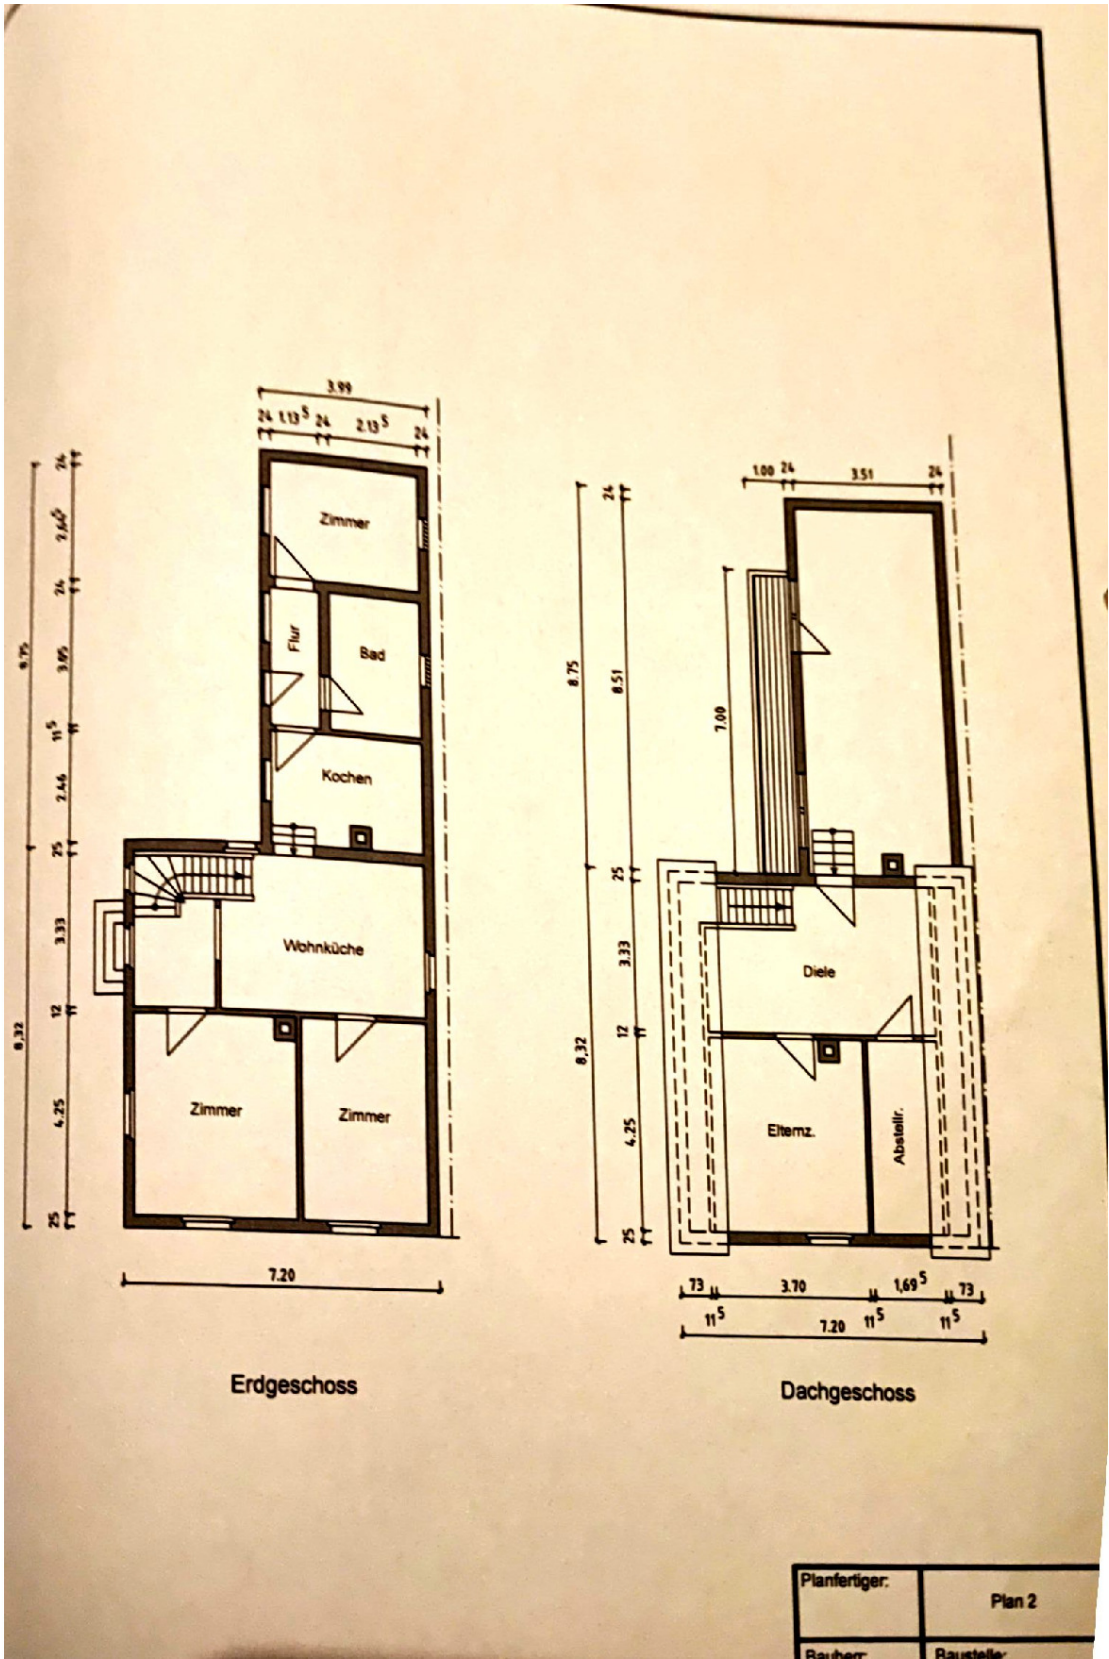 3.99
24 1.13⁵ 24 2.13⁵ 24
24
2.64⁵
24
3.05
11⁵
2.46
25
3.33
12
4.25
25
8.75
8,32
Zimmer
Flur
Bad
Kochen
Wohnküche
Zimmer
Zimmer
7.20
Erdgeschoss
1.00 24 3.51 24
24
8.75
8.51
7.00
25
3.33
12
8,32
4.25
25
Diele
Elternz.
Abstellr.
73 3.70 1,69⁵ 73
11⁵ 11⁵ 11⁵
7.20
Dachgeschoss
Planfertiger:
Plan 2
Bauherr:
Baustelle: